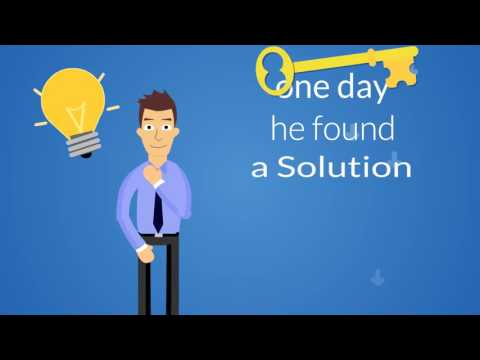 one day
he found
a Solution